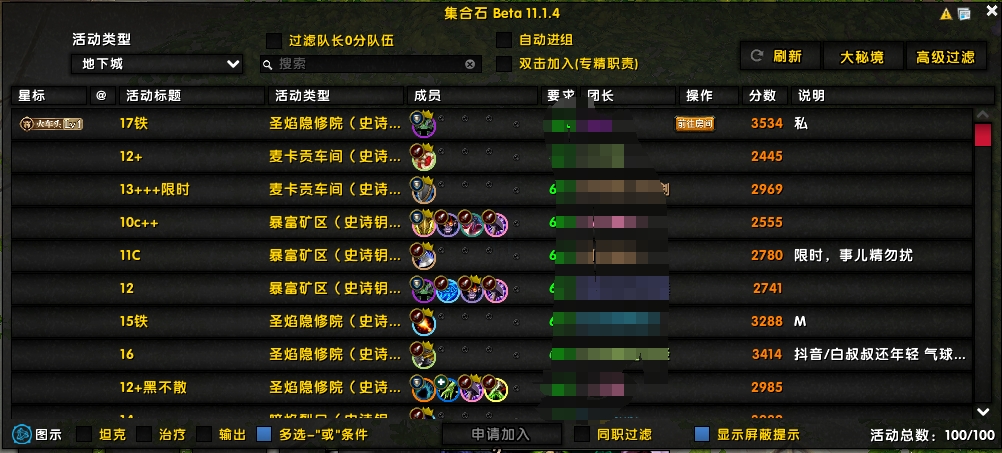 集合石 Beta 11.1.4
活动类型
地下城
过滤队长0分队伍
搜索
自动进组
双击加入(专精职责)
刷新
大秘境
高级过滤
星标 @ 活动标题 活动类型 成员 要求 团长 操作 分数 说明
火车头 Lv1 17铁 圣焰隐修院（史诗... 前往房间 3534 私
12+ 麦卡贡车间（史诗... 2445
13+++限时 麦卡贡车间（史诗... 6 2969
10c++ 暴富矿区（史诗钥... 6 2555
11C 暴富矿区（史诗钥... 6 2780 限时，事儿精勿扰
12 暴富矿区（史诗钥... 2741
15铁 圣焰隐修院（史诗... 3288 M
16 圣焰隐修院（史诗... 3414 抖音/白叔叔还年轻 气球...
12+黑不散 圣焰隐修院（史诗... 2985
图示 坦克 治疗 输出 多选-"或"条件 申请加入 同职过滤 显示屏蔽提示 活动总数：100/100